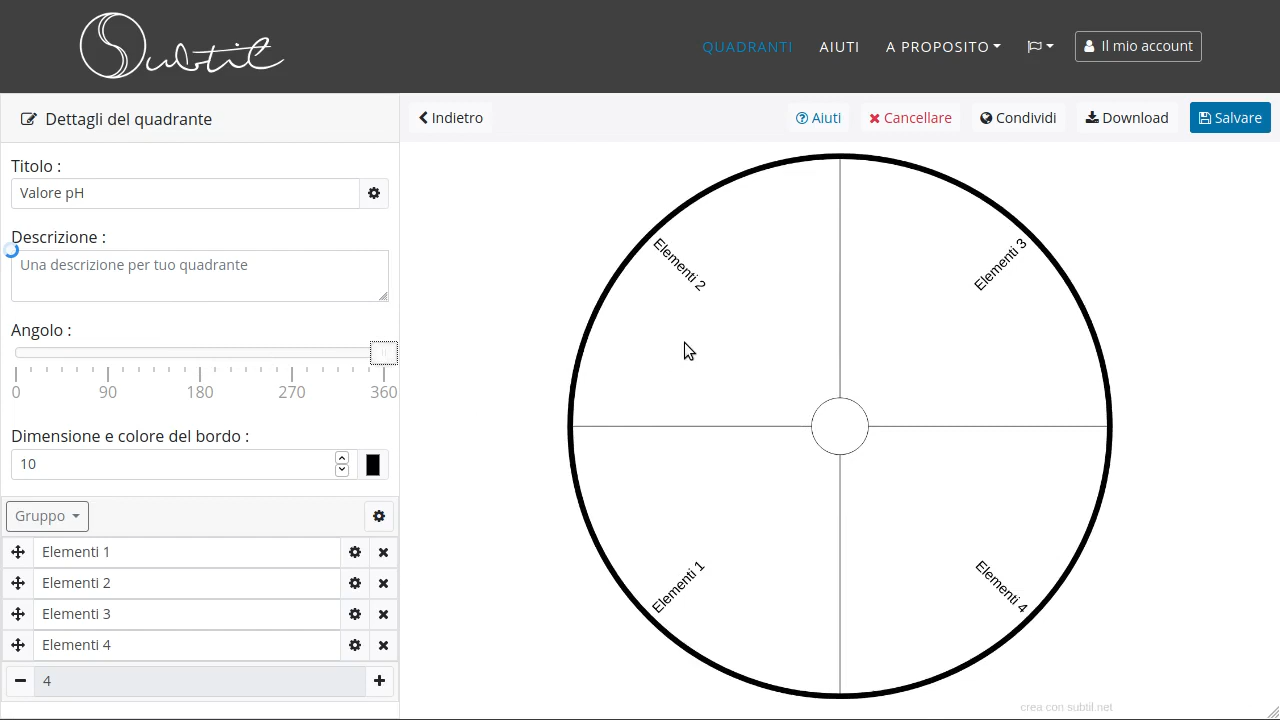 Subtil
QUADRANTI
AIUTI
A PROPOSITO
Il mio account
Dettagli del quadrante
Indietro
Aiuti
Cancellare
Condividi
Download
Salvare
Titolo :
Valore pH
Descrizione :
Una descrizione per tuo quadrante
Angolo :
0 90 180 270 360
Dimensione e colore del bordo :
10
Gruppo
Elementi 1
Elementi 2
Elementi 3
Elementi 4
4
Elementi 2
Elementi 3
Elementi 1
Elementi 4
crea con subtif.net